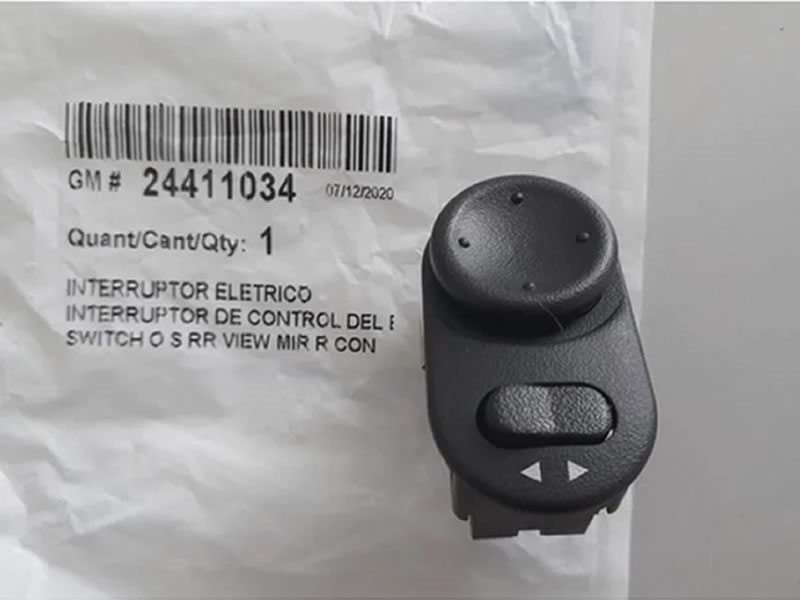 GM # 24411034 07/12/2020
Quant/Cant/Qty: 1
INTERRUPTOR ELETRICO
INTERRUPTOR DE CONTROL DEL E
SWITCH O S RR VIEW MIR R CON